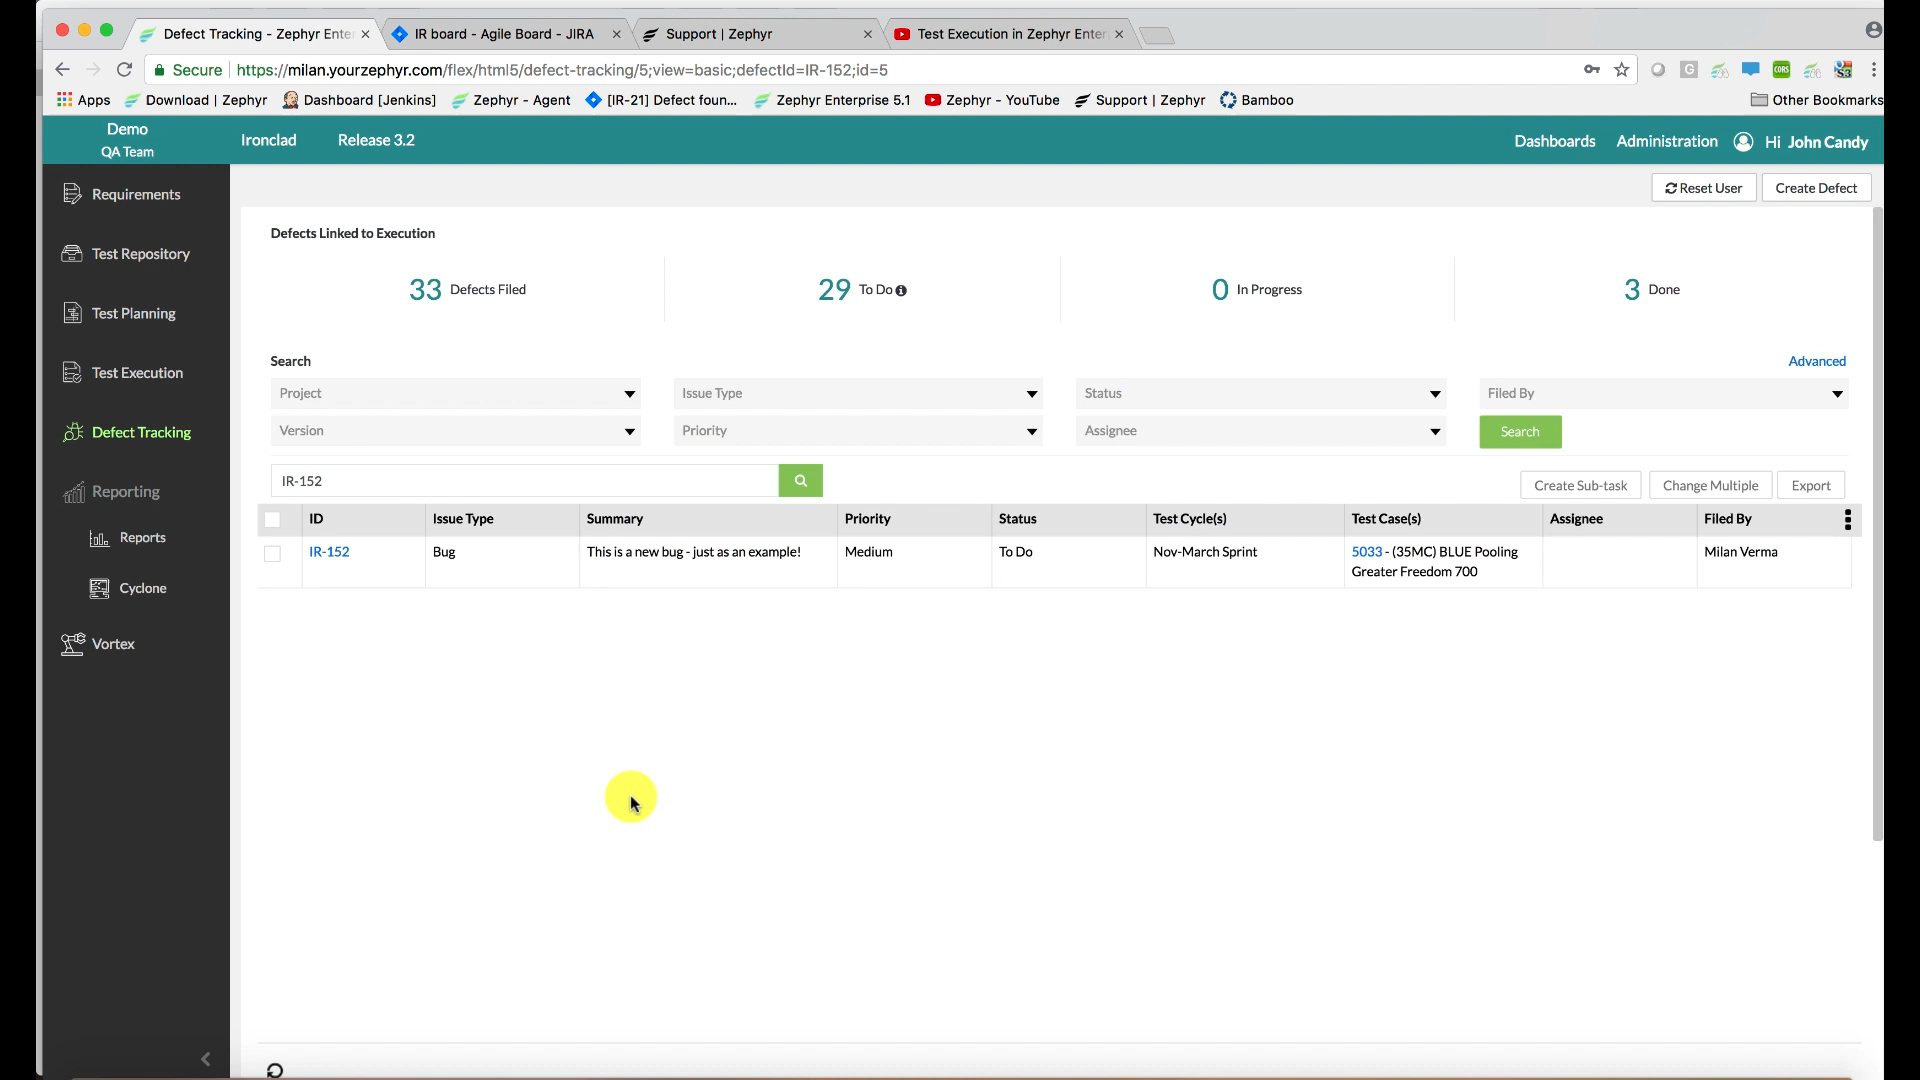 Defect Tracking - Zephyr Ente
IR board - Agile Board - JIRA
Support | Zephyr
Test Execution in Zephyr Enter
Secure
https://milan.yourzephyr.com/flex/html5/defect-tracking/5;view=basic;defectId=IR-152;id=5
Apps
Download | Zephyr
Dashboard [Jenkins]
Zephyr - Agent
[IR-21] Defect foun...
Zephyr Enterprise 5.1
Zephyr - YouTube
Support | Zephyr
Bamboo
Other Bookmarks
Demo
QA Team
Ironclad
Release 3.2
Dashboards
Administration
Hi John Candy
Requirements
Test Repository
Test Planning
Test Execution
Defect Tracking
Reporting
Reports
Cyclone
Vortex
Reset User
Create Defect
Defects Linked to Execution
33 Defects Filed
29 To Do
0 In Progress
3 Done
Search
Advanced
Project
Issue Type
Status
Filed By
Version
Priority
Assignee
Search
IR-152
Create Sub-task
Change Multiple
Export
ID
Issue Type
Summary
Priority
Status
Test Cycle(s)
Test Case(s)
Assignee
Filed By
IR-152
Bug
This is a new bug - just as an example!
Medium
To Do
Nov-March Sprint
5033 - (35MC) BLUE Pooling
Greater Freedom 700
Milan Verma